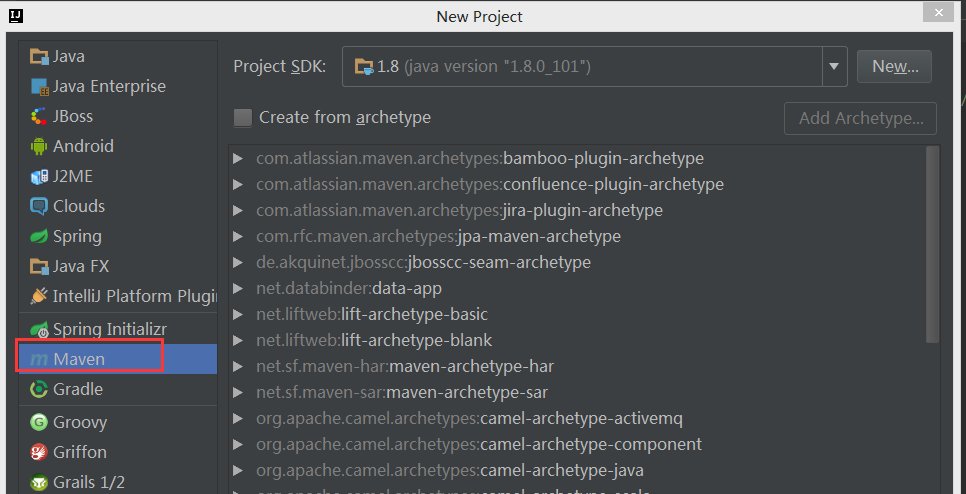 New Project
Java
Java Enterprise
JBoss
Android
J2ME
Clouds
Spring
Java FX
IntelliJ Platform Plugi
Spring Initializr
Maven
Gradle
Groovy
Griffon
Grails 1/2
Project SDK: 1.8 (java version "1.8.0_101") New...
Create from archetype Add Archetype...
com.atlassian.maven.archetypes:bamboo-plugin-archetype
com.atlassian.maven.archetypes:confluence-plugin-archetype
com.atlassian.maven.archetypes:jira-plugin-archetype
com.rfc.maven.archetypes:jpa-maven-archetype
de.akquinet.jbosscc:jbosscc-seam-archetype
net.databinder:data-app
net.liftweb:lift-archetype-basic
net.liftweb:lift-archetype-blank
net.sf.maven-har:maven-archetype-har
net.sf.maven-sar:maven-archetype-sar
org.apache.camel.archetypes:camel-archetype-activemq
org.apache.camel.archetypes:camel-archetype-component
org.apache.camel.archetypes:camel-archetype-java